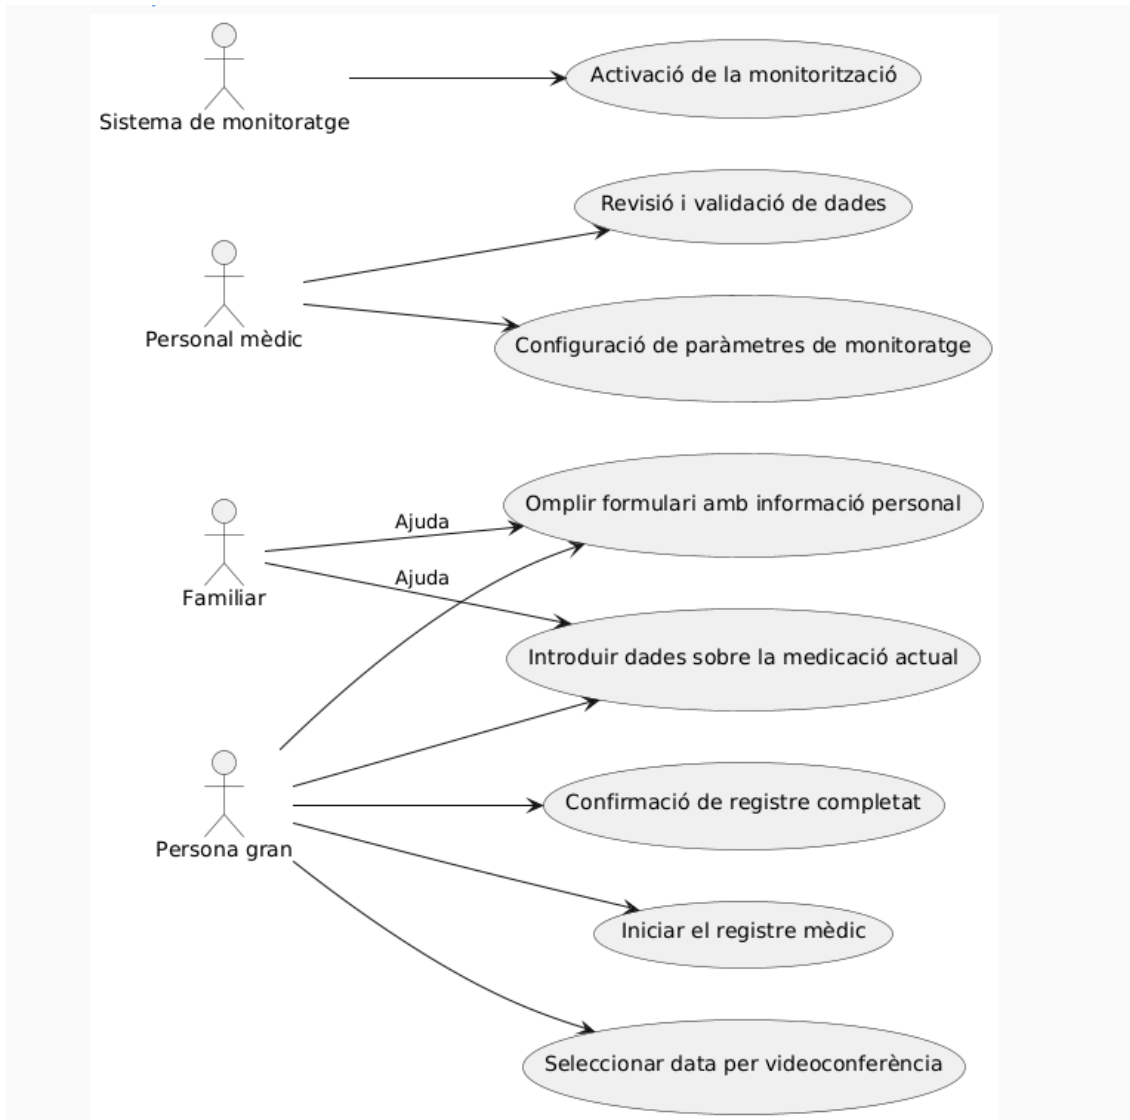 Activació de la monitorització
Sistema de monitoratge
Revisió i validació de dades
Personal mèdic
Configuració de paràmetres de monitoratge
Omplir formulari amb informació personal
Ajuda
Ajuda
Familiar
Introduir dades sobre la medicació actual
Confirmació de registre completat
Persona gran
Iniciar el registre mèdic
Seleccionar data per videoconferència